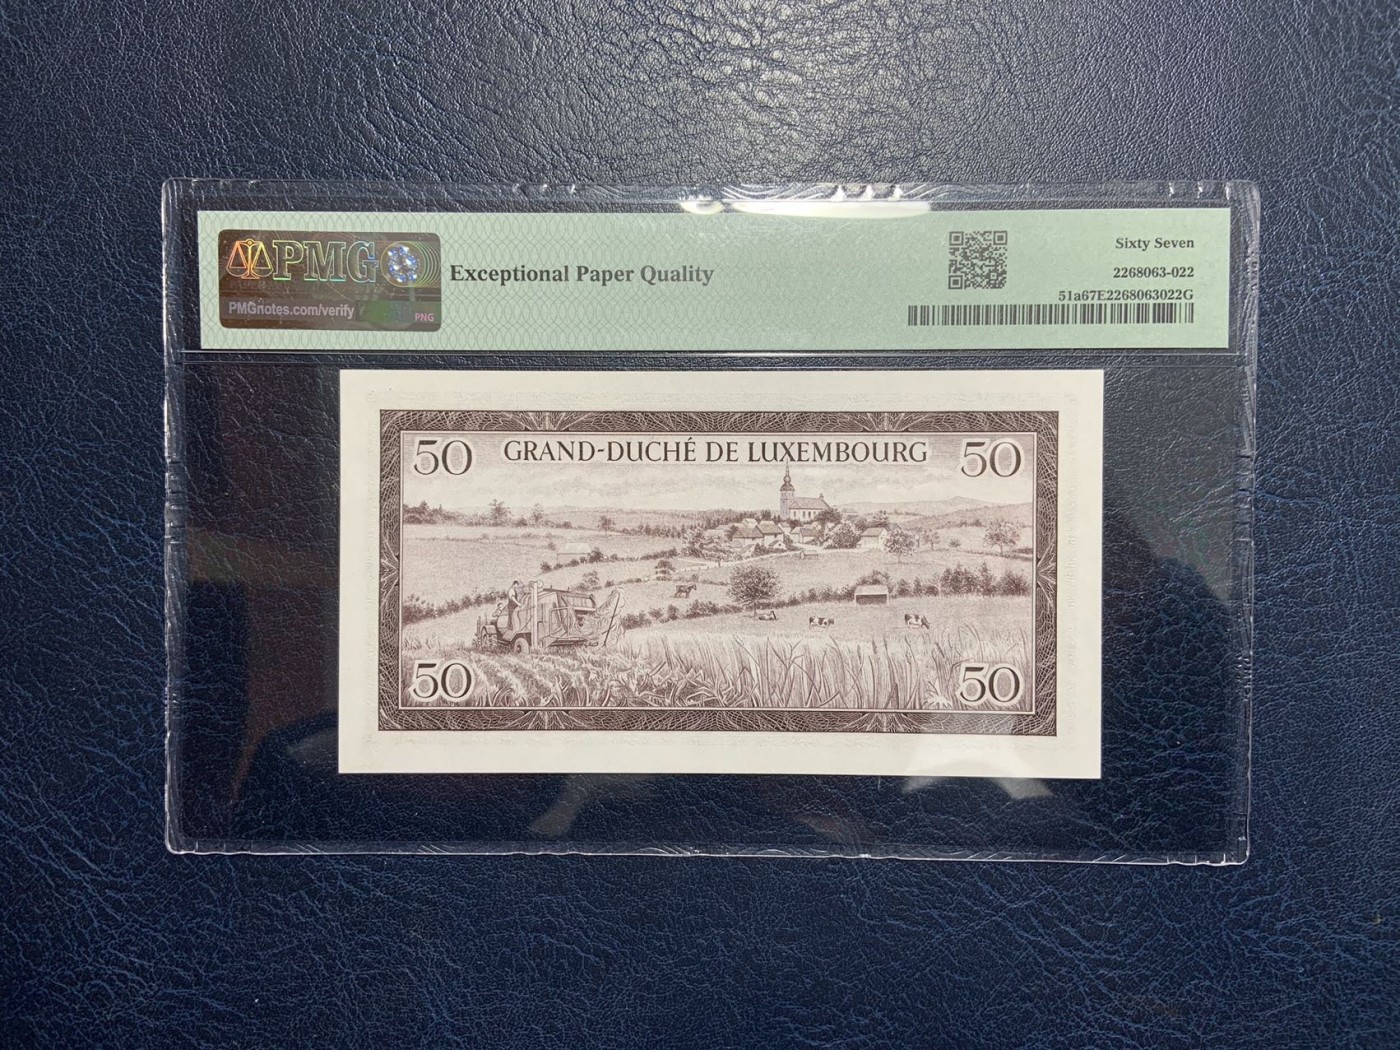 PMG
PMGnotes.com/verify
PNG
Exceptional Paper Quality
Sixty Seven
2268063-022
51a67E2268063022G
50 GRAND-DUCHÉ DE LUXEMBOURG 50
50 50